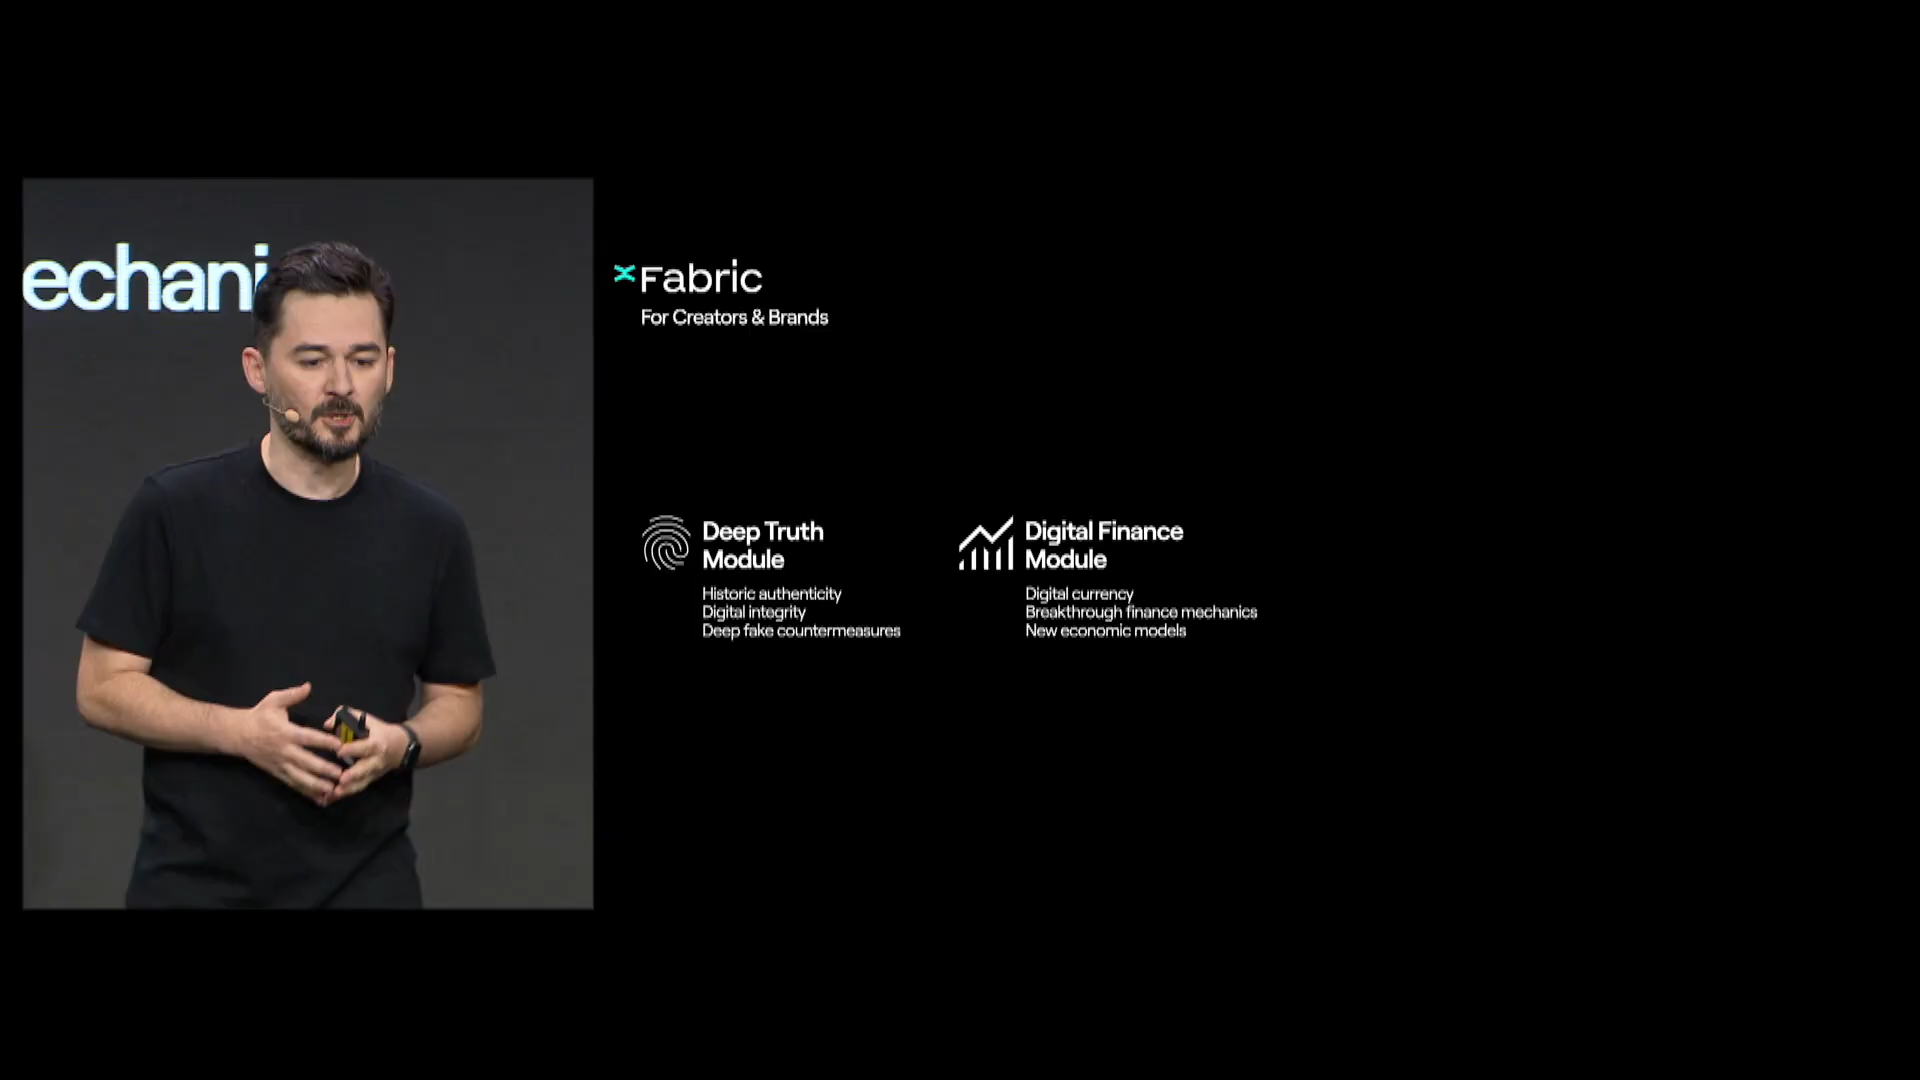 echani
Fabric
For Creators & Brands
Deep Truth
Module
Historic authenticity
Digital integrity
Deep fake countermeasures
Digital Finance
Module
Digital currency
Breakthrough finance mechanics
New economic models